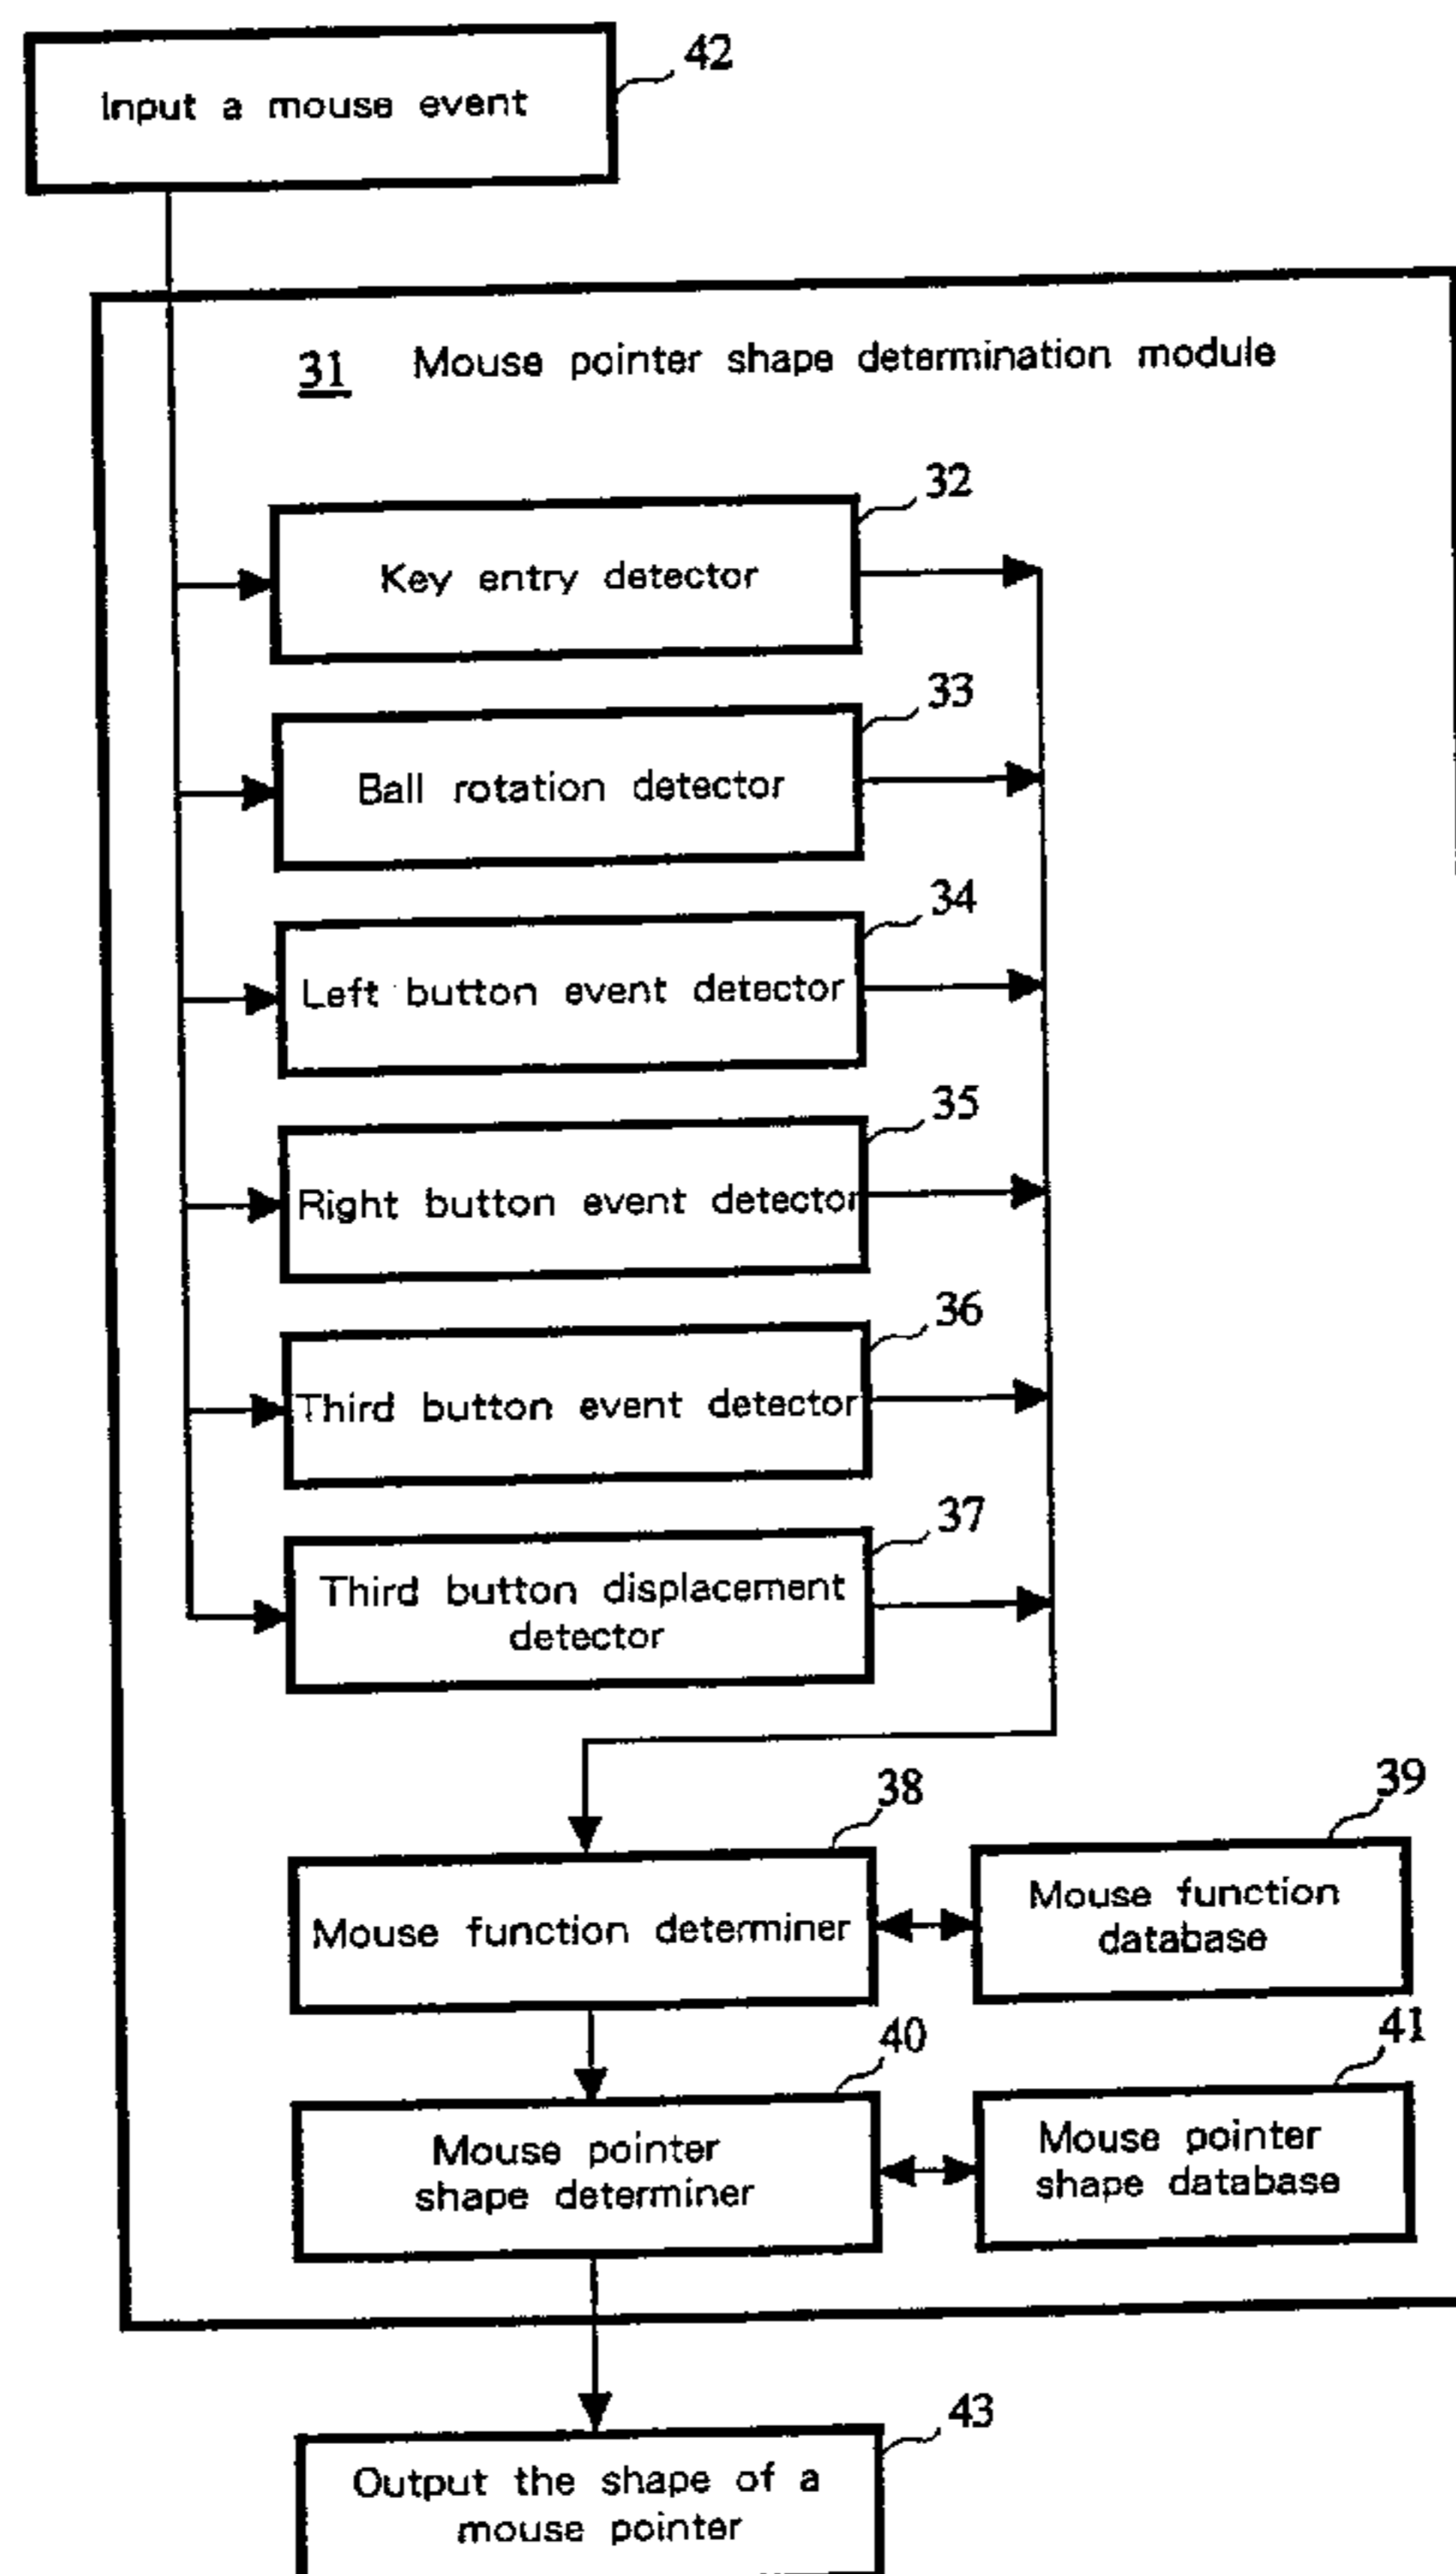 42
Input a mouse event
31 Mouse pointer shape determination module
32
Key entry detector
33
Ball rotation detector
34
Left button event detector
35
Right button event detector
36
Third button event detector
37
Third button displacement
detector
38
39
Mouse function determiner
Mouse function
database
40
41
Mouse pointer
shape determiner
Mouse pointer
shape database
43
Output the shape of a
mouse pointer